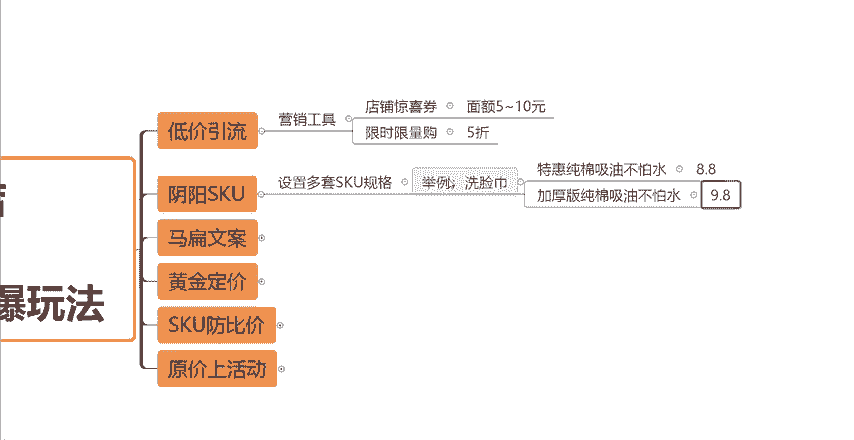 爆玩法
低价引流
营销工具
店铺惊喜券
面额5~10元
限时限量购
5折
阴阳SKU
设置多套SKU规格
举例，洗脸巾
特惠纯棉吸油不怕水
8.8
加厚版纯棉吸油不怕水
9.8
马扁文案
黄金定价
SKU防比价
原价上活动